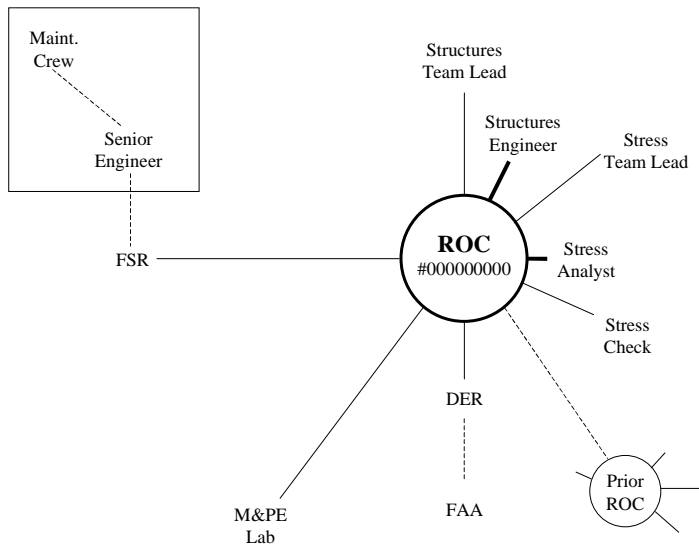 Maint.
Crew
Senior
Engineer
FSR
Structures
Team Lead
Structures
Engineer
Stress
Team Lead
ROC
#000000000
Stress
Analyst
Stress
Check
DER
FAA
M&PE
Lab
Prior
ROC